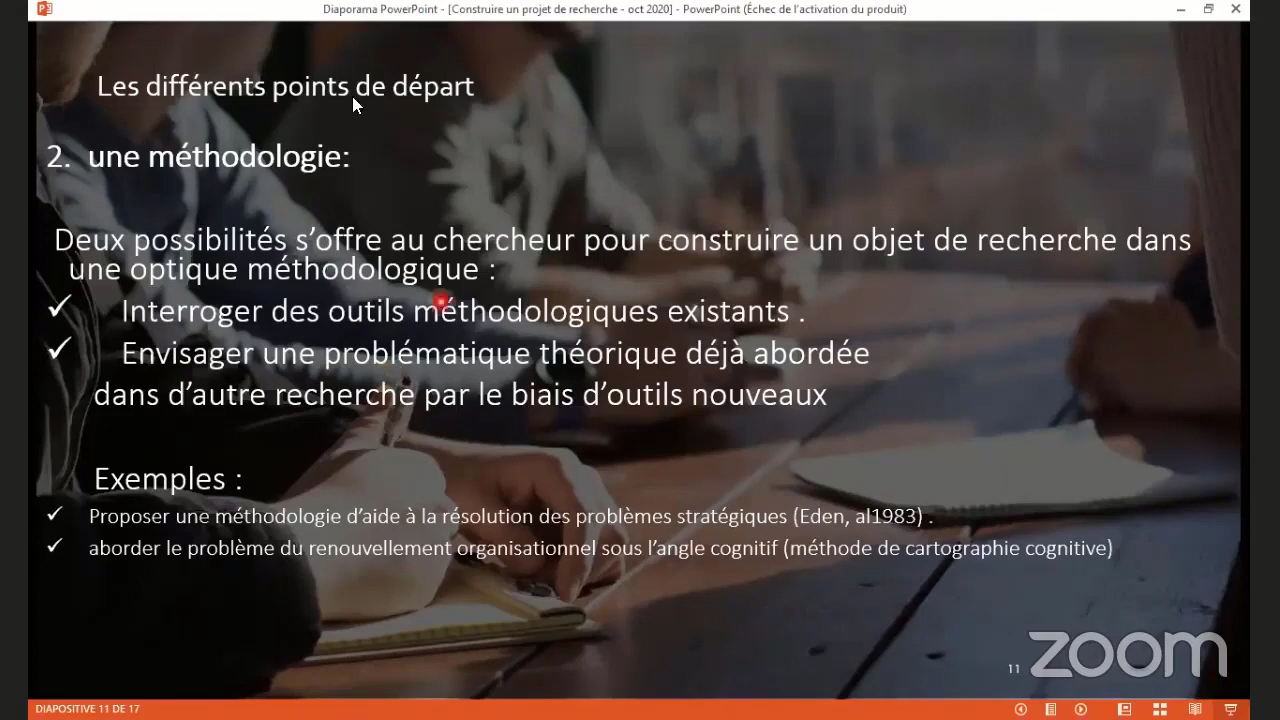 Diaporama PowerPoint - [Construire un projet de recherche - oct 2020] - PowerPoint (Échec de l'activation du produit)
Les différents points de départ
2. une méthodologie:
Deux possibilités s’offre au chercheur pour construire un objet de recherche dans
une optique méthodologique :
✓ Interroger des outils méthodologiques existants .
✓ Envisager une problématique théorique déjà abordée
dans d’autre recherche par le biais d’outils nouveaux
Exemples :
✓ Proposer une méthodologie d’aide à la résolution des problèmes stratégiques (Eden, al1983) .
✓ aborder le problème du renouvellement organisationnel sous l’angle cognitif (méthode de cartographie cognitive)
11
zoom
DIAPOSITIVE 11 DE 17